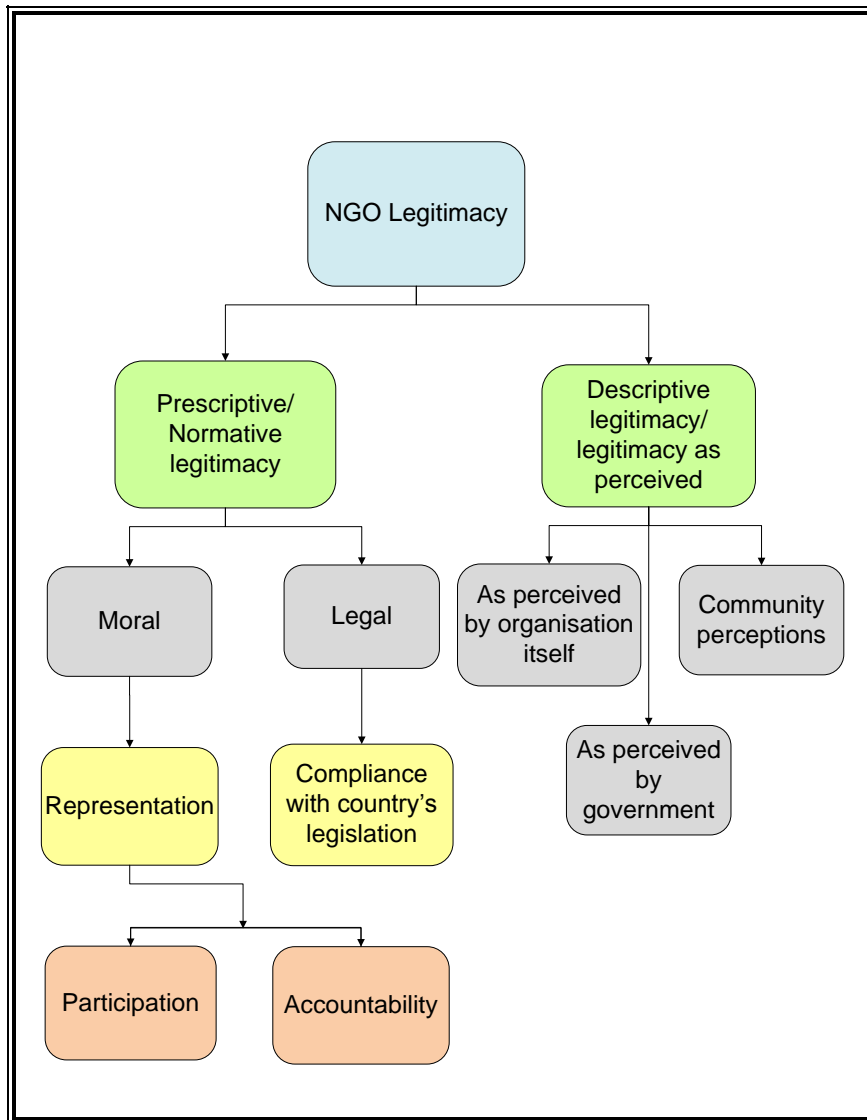 NGO Legitimacy
Prescriptive/
Normative
legitimacy
Descriptive
legitimacy/
legitimacy as
perceived
Moral
Legal
As perceived
by organisation
itself
Community
perceptions
Representation
Compliance
with country's
legislation
As perceived
by
government
Participation
Accountability